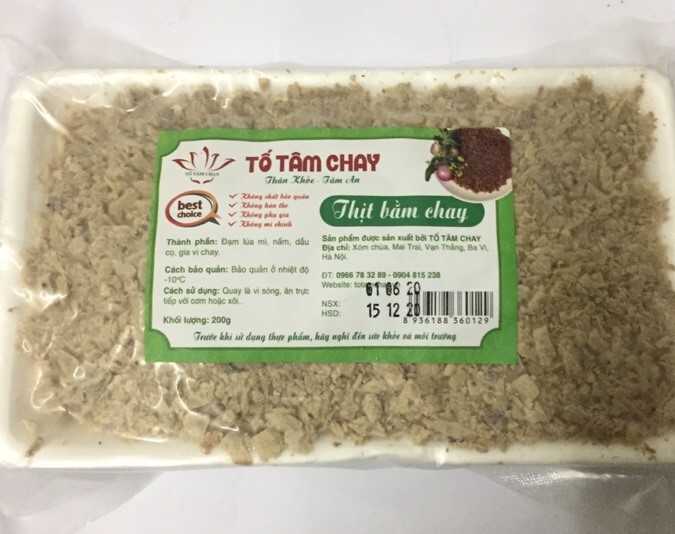 TỐ TÂM CHAY
TỐ TÂM CHAY
Thân Khỏe - Tâm An
best
choice
✓ Không chất bảo quản
✓ Không hàn the
✓ Không phụ gia
✓ Không mì chính
Thịt bằm chay
Thành phần: Đạm lúa mì, nấm, dầu
cọ, gia vị chay.
Cách bảo quản: Bảo quản ở nhiệt độ
-10ºC
Cách sử dụng: Quay là vi sóng, ăn trực
tiếp với cơm hoặc xôi..
Khối lượng: 200g
Sản phẩm được sản xuất bởi TỐ TÂM CHAY
Địa chỉ: Xóm chùa, Mai Trai, Vạn Thắng, Ba Vì,
Hà Nội.
ĐT: 0966 78 32 89 - 0904 815 238
Website:
NSX: 01 06 20
HSD: 15 12 20
8 936188 360129
Trước khi sử dụng thực phẩm, hãy nghĩ đến sức khỏe và môi trường